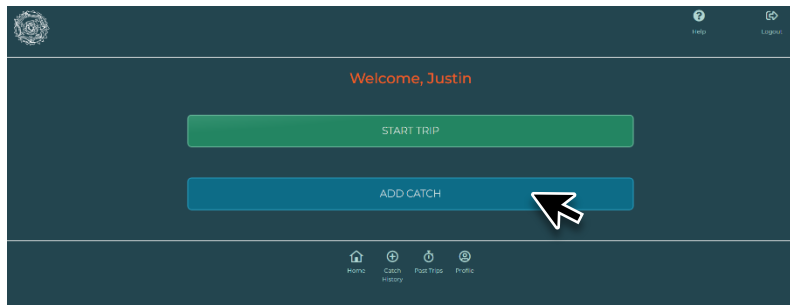 Help
Logout
Welcome, Justin
START TRIP
ADD CATCH
Home
Catch
History
Past Trips
Profile